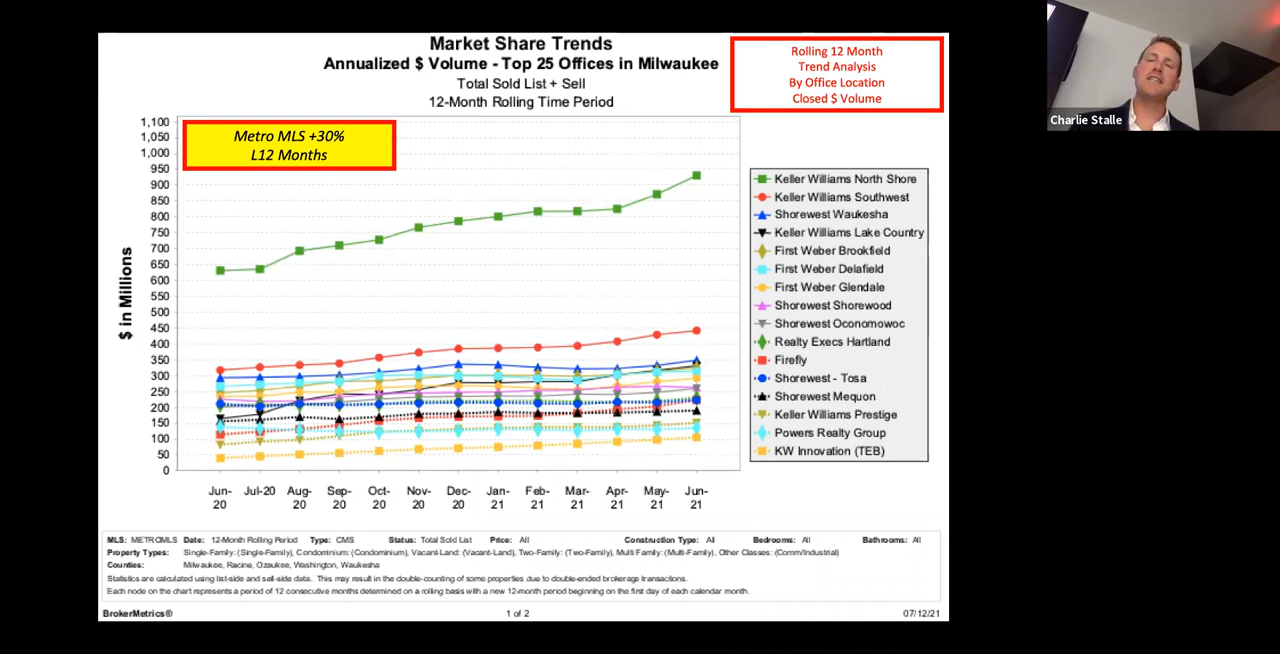 Market Share Trends
Annualized $ Volume - Top 25 Offices in Milwaukee
Total Sold List + Sell
12-Month Rolling Time Period
Rolling 12 Month
Trend Analysis
By Office Location
Closed $ Volume
Charlie Stalle
Metro MLS +30%
L12 Months
$ in Millions
1,100
1,050
1,000
950
900
850
800
750
700
650
600
550
500
450
400
350
300
250
200
150
100
50
0
Jun-20
Jul-20
Aug-20
Sep-20
Oct-20
Nov-20
Dec-20
Jan-21
Feb-21
Mar-21
Apr-21
May-21
Jun-21
Keller Williams North Shore
Keller Williams Southwest
Shorewest Waukesha
Keller Williams Lake Country
First Weber Brookfield
First Weber Delafield
First Weber Glendale
Shorewest Shorewood
Shorewest Oconomowoc
Realty Execs Hartland
Firefly
Shorewest - Tosa
Shorewest Mequon
Keller Williams Prestige
Powers Realty Group
KW Innovation (TEB)
MLS: METROMLS Date: 12-Month Rolling Period Type: CMS Status: Total Sold List Price: All Construction Type: All Bedrooms: All Bathrooms: All
Property Types: Single-Family: (Single-Family), Condominium: (Condominium), Vacant-Land: (Vacant-Land), Two-Family: (Two-Family), Multi Family: (Multi-Family), Other Classes: (Comm/Industrial)
Counties: Milwaukee, Racine, Ozaukee, Washington, Waukesha
Statistics are calculated using list-side and sell-side data. This may result in the double-counting of some properties due to double-ended brokerage transactions.
Each node on the chart represents a period of 12 consecutive months determined on a rolling basis with a new 12-month period beginning on the first day of each calendar month.
BrokerMetrics® 1 of 2 07/12/21